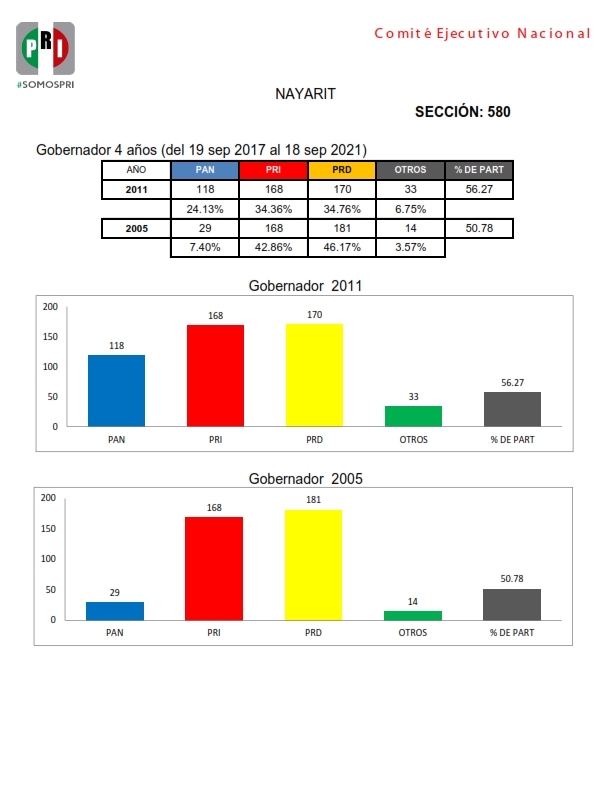 PRI
#SOMOSPRI
Comité Ejecutivo Nacional
NAYARIT
SECCIÓN: 580
Gobernador 4 años (del 19 sep 2017 al 18 sep 2021)
AÑO PAN PRI PRD OTROS % DE PART
2011 118 168 170 33 56.27
24.13% 34.36% 34.76% 6.75%
2005 29 168 181 14 50.78
7.40% 42.86% 46.17% 3.57%
Gobernador 2011
200
150
100
50
0
118
168
170
33
56.27
PAN PRI PRD OTROS % DE PART
Gobernador 2005
200
150
100
50
0
29
168
181
14
50.78
PAN PRI PRD OTROS % DE PART